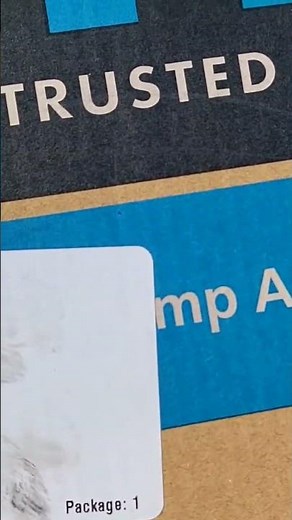 TRUSTED
mp A
Package: 1